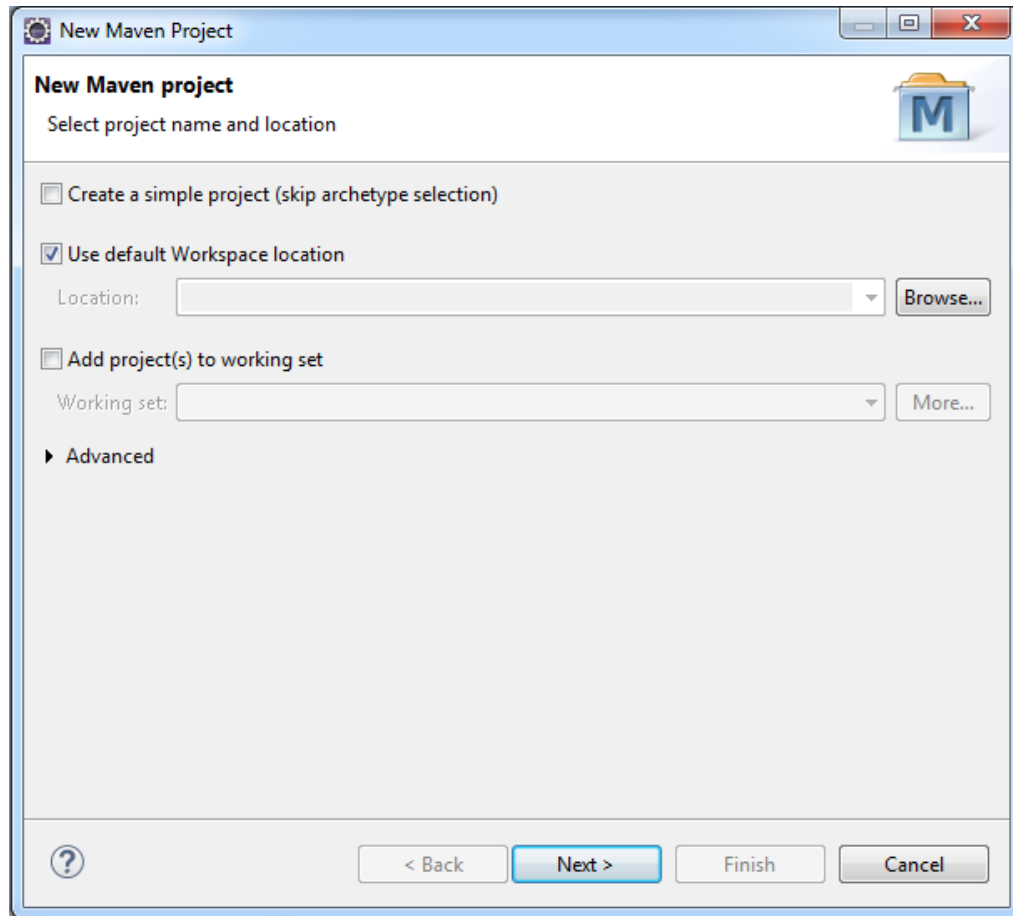 New Maven Project
New Maven project
Select project name and location
M
Create a simple project (skip archetype selection)
Use default Workspace location
Location:
Browse...
Add project(s) to working set
Working set:
More...
Advanced
?
< Back
Next >
Finish
Cancel